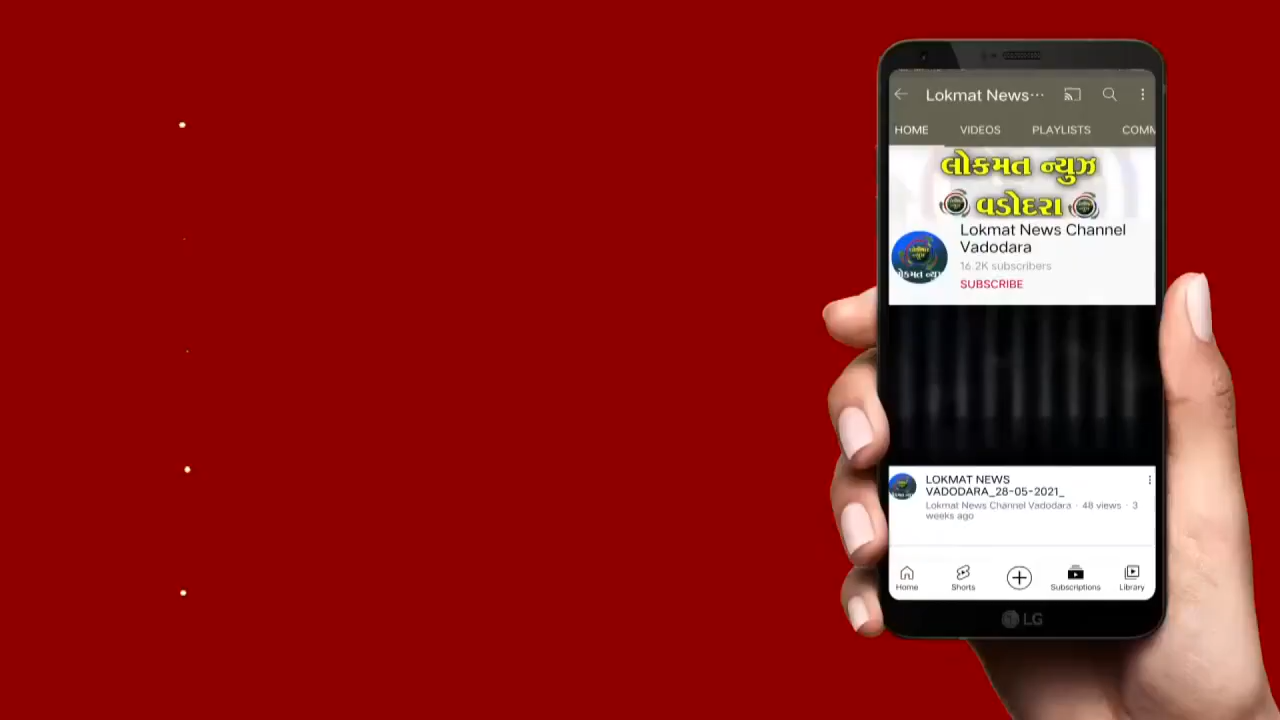 Lokmat News...
HOME VIDEOS PLAYLISTS COMM
લોકમત ન્યુઝ
વડોદરા
Lokmat News Channel
Vadodara
16.2K subscribers
SUBSCRIBE
LOKMAT NEWS
VADODARA_28-05-2021_
Lokmat News Channel Vadodara · 48 views · 3
weeks ago
Home Shorts Subscriptions Library
LG